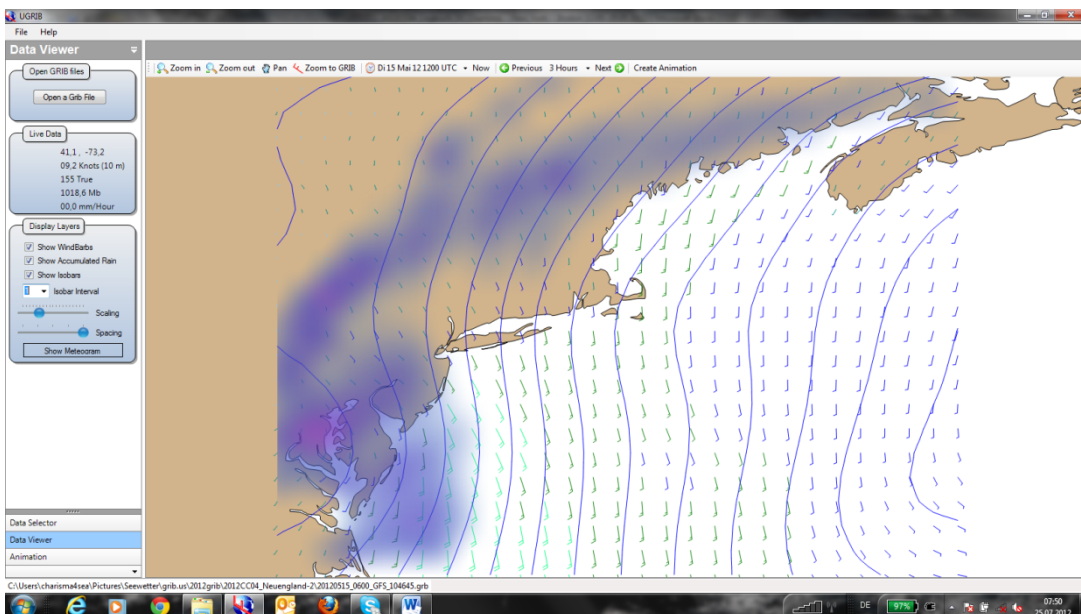 UGRIB
File Help
Data Viewer
Open GRIB files
Open a Grib File
Live Data
41,1 , -73,2
09,2 Knots (10 m)
155 True
1018,6 Mb
00,0 mm/Hour
Display Layers
Show WindBarbs
Show Accumulated Rain
Show Isobars
1 Isobar Interval
Scaling
Spacing
Show Meteogram
Zoom in Zoom out Pan Zoom to GRIB Di 15 Mai 12 1200 UTC Now Previous 3 Hours Next Create Animation
Data Selector
Data Viewer
Animation
C:\Users\charisma4sea\Pictures\Seewetter\grib.us\2012grib\2012CC04_Neuengland-2\20120515_0600_GFS_104645.grb
DE 97% 07:50